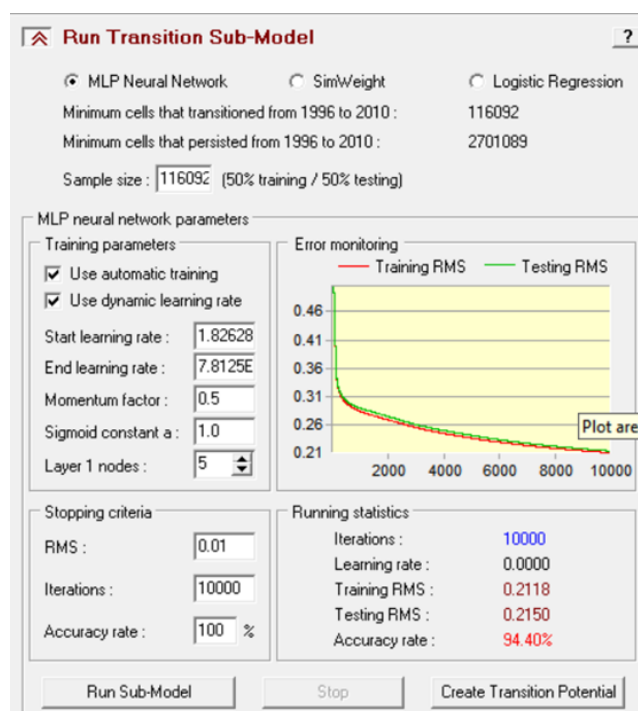 Run Transition Sub-Model
?
MLP Neural Network SimWeight Logistic Regression
Minimum cells that transitioned from 1996 to 2010 : 116092
Minimum cells that persisted from 1996 to 2010 : 2701089
Sample size : 116092 (50% training / 50% testing)
MLP neural network parameters
Training parameters
Use automatic training
Use dynamic learning rate
Start learning rate : 1.82628
End learning rate : 7.8125E
Momentum factor : 0.5
Sigmoid constant a : 1.0
Layer 1 nodes : 5
Error monitoring
Training RMS Testing RMS
0.46
0.41
0.36
0.31
0.26
0.21
Plot are
2000 4000 6000 8000 10000
Stopping criteria
RMS : 0.01
Iterations : 10000
Accuracy rate : 100 %
Running statistics
Iterations : 10000
Learning rate : 0.0000
Training RMS : 0.2118
Testing RMS : 0.2150
Accuracy rate : 94.40%
Run Sub-Model Stop Create Transition Potential